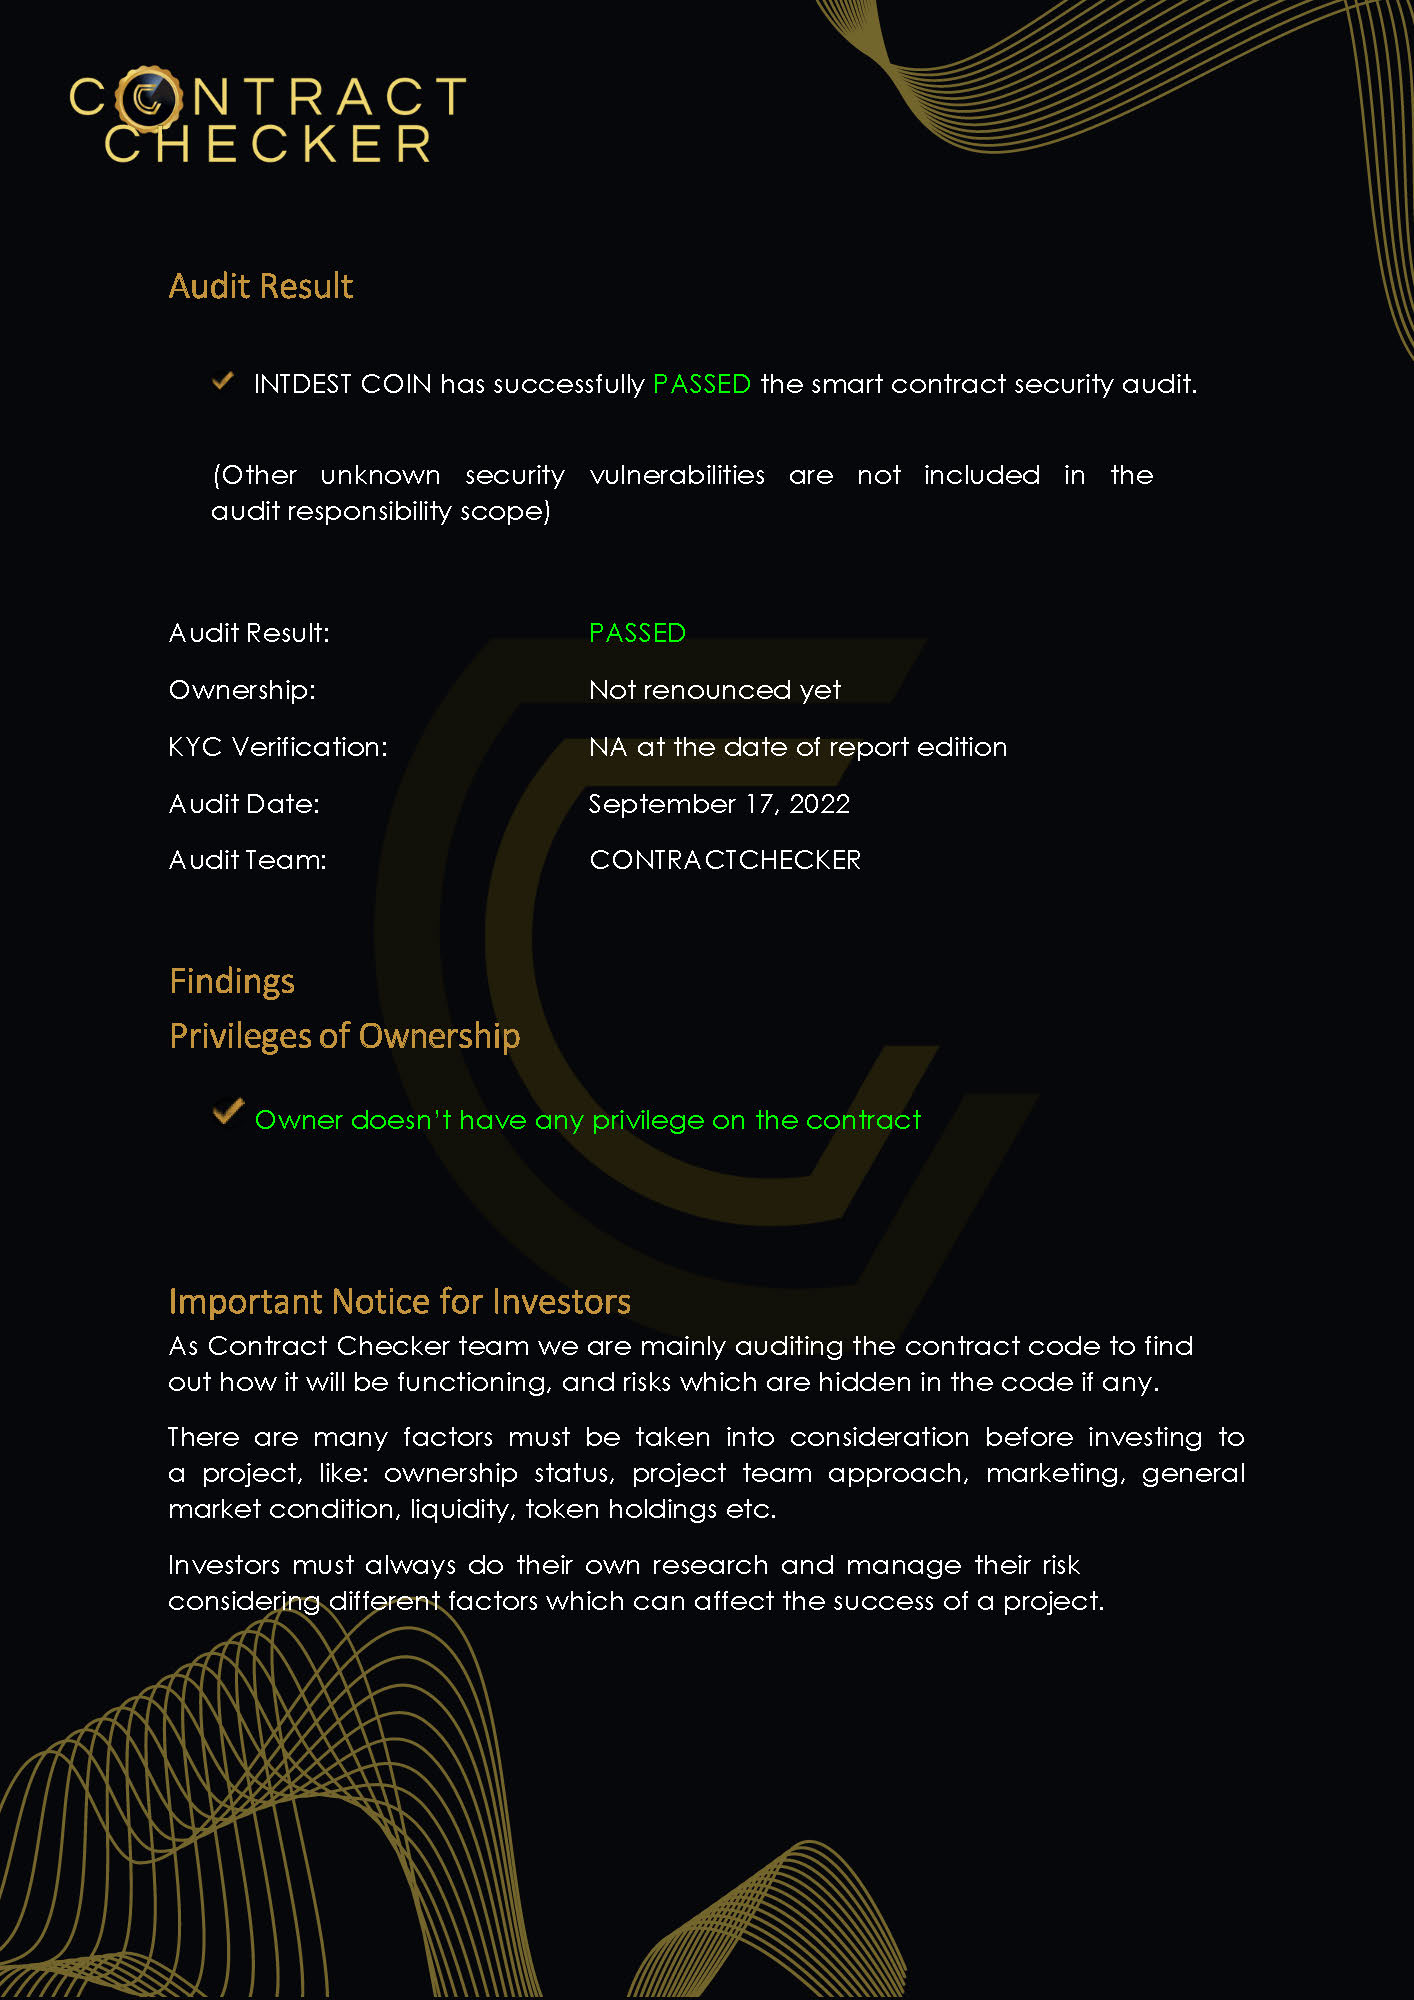 CONTRACT
CHECKER
Audit Result
INTDEST COIN has successfully PASSED the smart contract security audit.
(Other unknown security vulnerabilities are not included in the
audit responsibility scope)
Audit Result: PASSED
Ownership: Not renounced yet
KYC Verification: NA at the date of report edition
Audit Date: September 17, 2022
Audit Team: CONTRACTCHECKER
Findings
Privileges of Ownership
Owner doesn’t have any privilege on the contract
Important Notice for Investors
As Contract Checker team we are mainly auditing the contract code to find
out how it will be functioning, and risks which are hidden in the code if any.
There are many factors must be taken into consideration before investing to
a project, like: ownership status, project team approach, marketing, general
market condition, liquidity, token holdings etc.
Investors must always do their own research and manage their risk
considering different factors which can affect the success of a project.